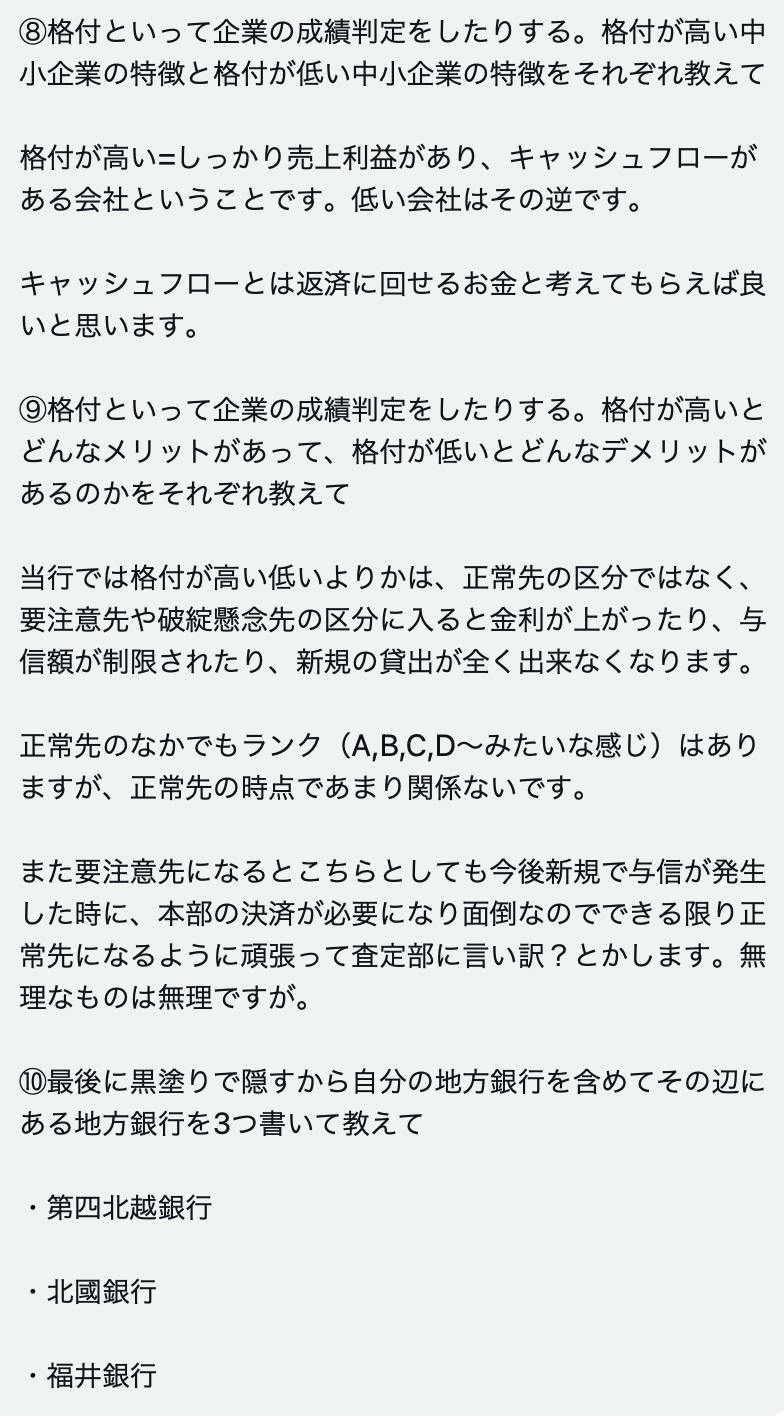 ⑧格付といって企業の成績判定をしたりする。格付が高い中
小企業の特徴と格付が低い中小企業の特徴をそれぞれ教えて
格付が高い=しっかり売上利益があり、キャッシュフローが
ある会社ということです。低い会社はその逆です。
キャッシュフローとは返済に回せるお金と考えてもらえば良
いと思います。
⑨格付といって企業の成績判定をしたりする。格付が高いと
どんなメリットがあって、格付が低いとどんなデメリットが
あるのかをそれぞれ教えて
当行では格付が高い低いよりかは、正常先の区分ではなく、
要注意先や破綻懸念先の区分に入ると金利が上がったり、与
信額が制限されたり、新規の貸出が全く出来なくなります。
正常先のなかでもランク（A,B,C,D〜みたいな感じ）はあり
ますが、正常先の時点であまり関係ないです。
また要注意先になるとこちらとしても今後新規で与信が発生
した時に、本部の決済が必要になり面倒なのでできる限り正
常先になるように頑張って査定部に言い訳？とかします。無
理なものは無理ですが。
⑩最後に黒塗りで隠すから自分の地方銀行を含めてその辺に
ある地方銀行を3つ書いて教えて
・第四北越銀行
・北國銀行
・福井銀行